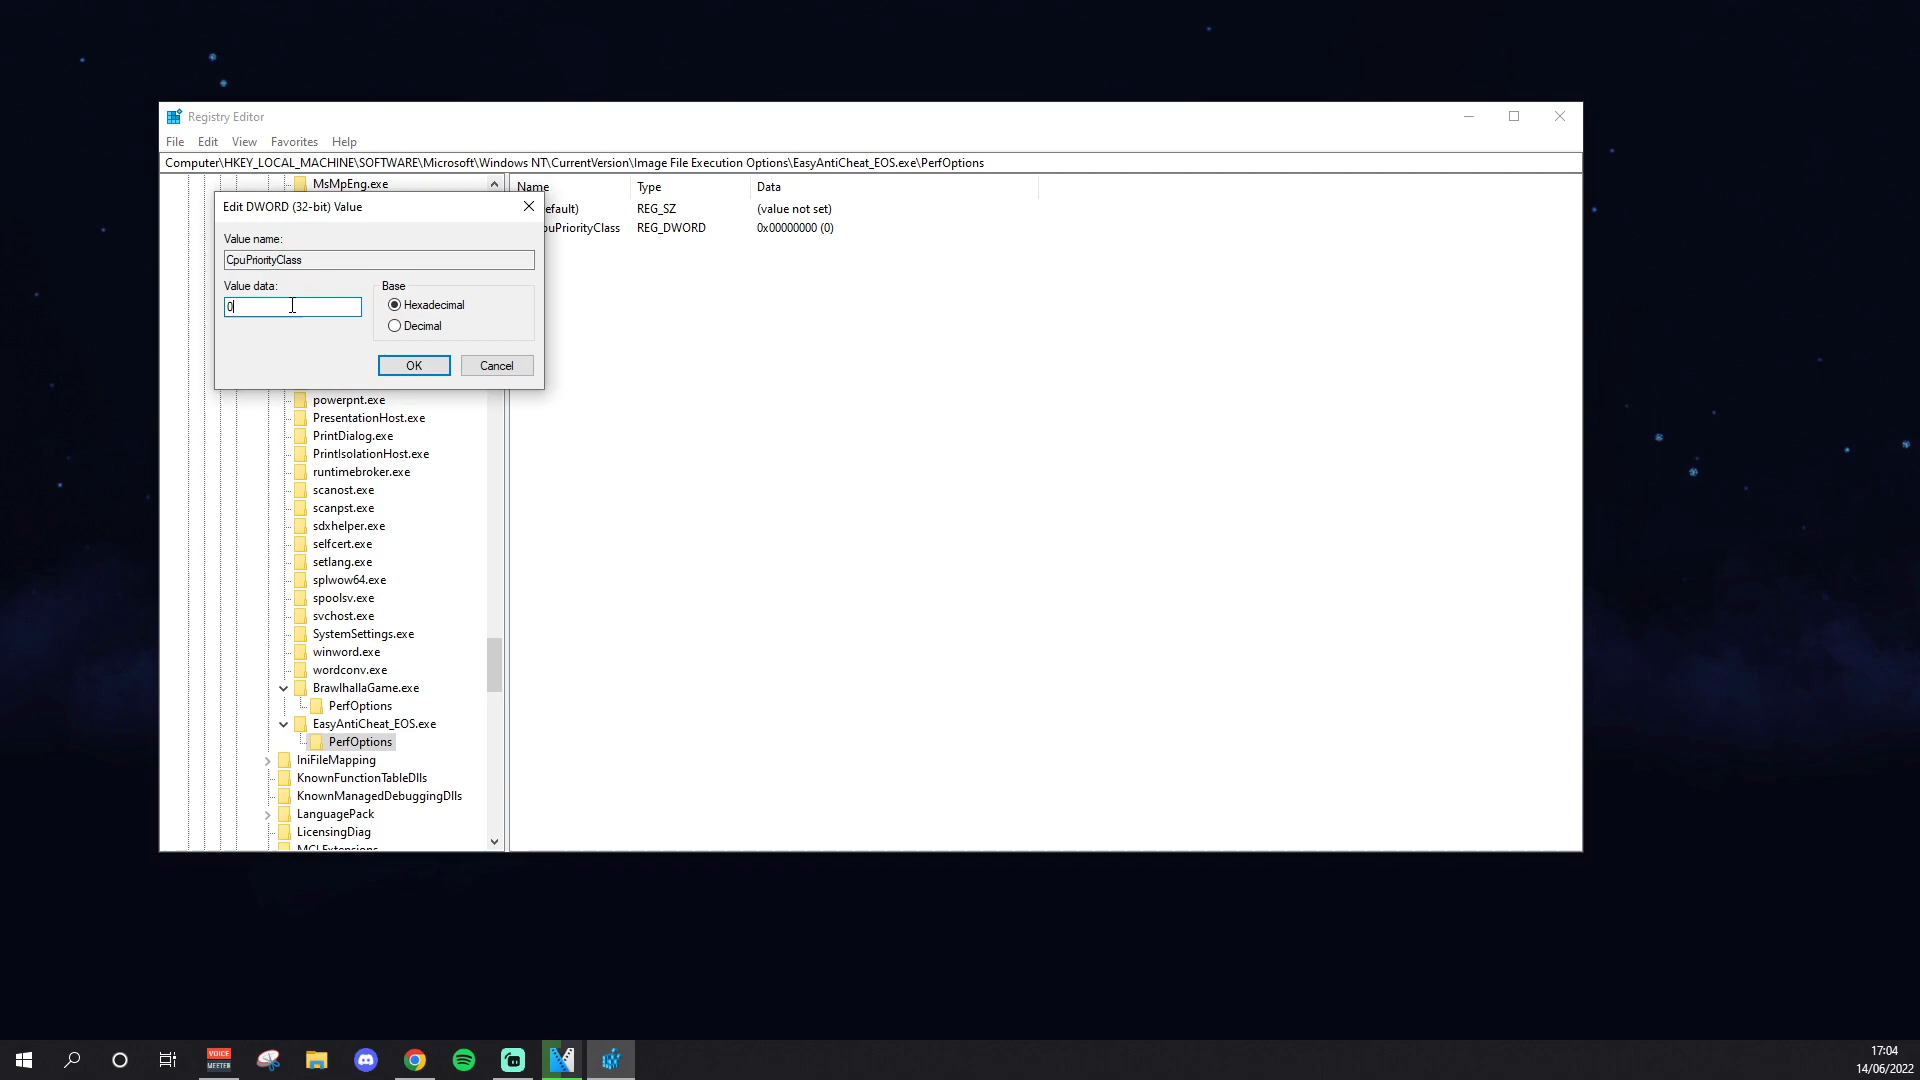 Registry Editor
File Edit View Favorites Help
Computer\HKEY_LOCAL_MACHINE\SOFTWARE\Microsoft\Windows NT\CurrentVersion\Image File Execution Options\EasyAntiCheat_EOS.exe\PerfOptions
MsMpEng.exe
Name Type Data
efault) REG_SZ (value not set)
puPriorityClass REG_DWORD 0x00000000 (0)
Edit DWORD (32-bit) Value
Value name:
CpuPriorityClass
Value data:
0
Base
Hexadecimal
Decimal
OK Cancel
powerpnt.exe
PresentationHost.exe
PrintDialog.exe
PrintIsolationHost.exe
runtimebroker.exe
scanost.exe
scanpst.exe
sdxhelper.exe
selfcert.exe
setlang.exe
splwow64.exe
spoolsv.exe
svchost.exe
SystemSettings.exe
winword.exe
wordconv.exe
BrawlhallaGame.exe
PerfOptions
EasyAntiCheat_EOS.exe
PerfOptions
IniFileMapping
KnownFunctionTableDlls
KnownManagedDebuggingDlls
LanguagePack
LicensingDiag
MCI Extensions
VOICE
MEETER
17:04
14/06/2022